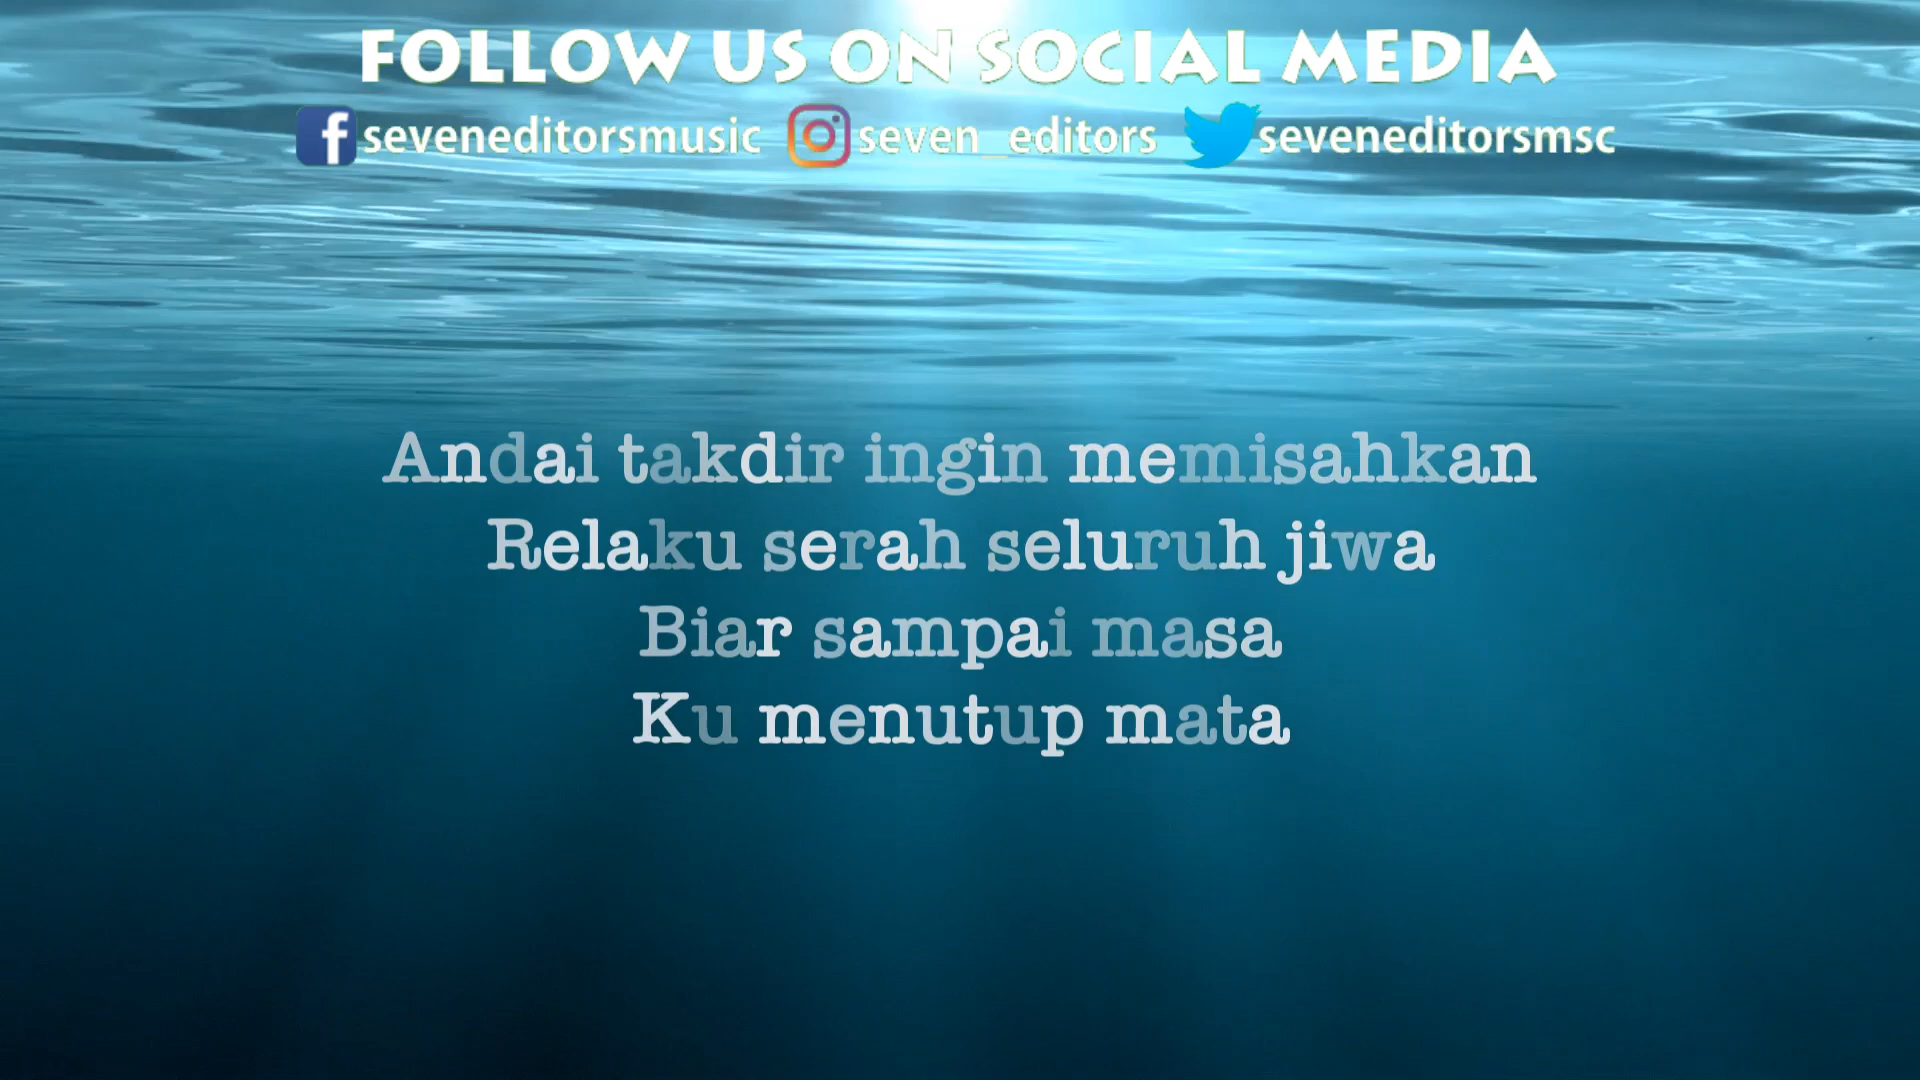 FOLLOW US ON SOCIAL MEDIA
seveneditorsmusic seven_editors seveneditorsmsc
Andai takdir ingin memisahkan
Relaku serah seluruh jiwa
Biar sampai masa
Ku menutup mata